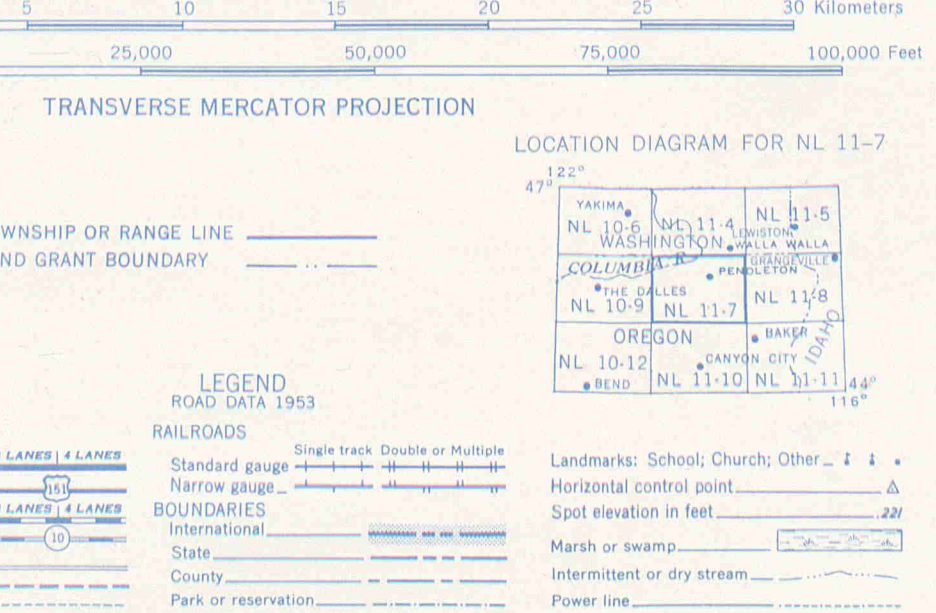 5 10 15 20 25 30 Kilometers
25,000 50,000 75,000 100,000 Feet
TRANSVERSE MERCATOR PROJECTION
LOCATION DIAGRAM FOR NL 11-7
122°
47°
YAKIMA
NL 10-6 NL 11-4 NL 11-5
LEWISTON
WASHINGTON WALLA WALLA
GRANGEVILLE
COLUMBIA R
PENDLETON
THE DALLES
NL 10-9 NL 11-7 NL 11-8
OREGON BAKER
IDAHO
NL 10-12 CANYON CITY
BEND NL 11-10 NL 11-11 44°
116°
WNSHIP OR RANGE LINE
ND GRANT BOUNDARY
LEGEND
ROAD DATA 1953
LANES | 4 LANES
151
LANES | 4 LANES
10
RAILROADS
Single track Double or Multiple
Standard gauge
Narrow gauge
BOUNDARIES
International
State
County
Park or reservation
Landmarks: School; Church; Other
Horizontal control point
Spot elevation in feet .221
Marsh or swamp
Intermittent or dry stream
Power line